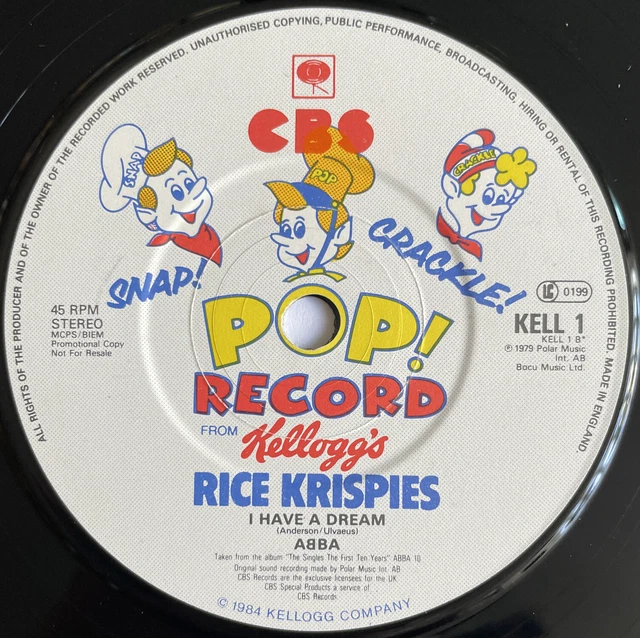 ALL RIGHTS OF THE PRODUCER AND OF THE OWNER OF THE RECORDED WORK RESERVED. UNAUTHORISED COPYING, PUBLIC PERFORMANCE, BROADCASTING, HIRING OR RENTAL OF THIS RECORDING PROHIBITED. MADE IN ENGLAND.
CBS
SNAP
POP
CRACKLE
SNAP!
CRACKLE!
POP!
RECORD
FROM Kellogg's
RICE KRISPIES
45 RPM
STEREO
MCPS/BIEM
Promotional Copy
Not For Resale
LC 0199
KELL 1
KELL 1 B*
℗ 1979 Polar Music
Int. AB
Bocu Music Ltd.
I HAVE A DREAM
(Anderson/Ulvaeus)
ABBA
Taken from the album "The Singles The First Ten Years" ABBA 10
Original sound recording made by Polar Music Int. AB
CBS Records are the exclusive licensees for the UK
CBS Special Products a service of
CBS Records
© 1984 KELLOGG COMPANY